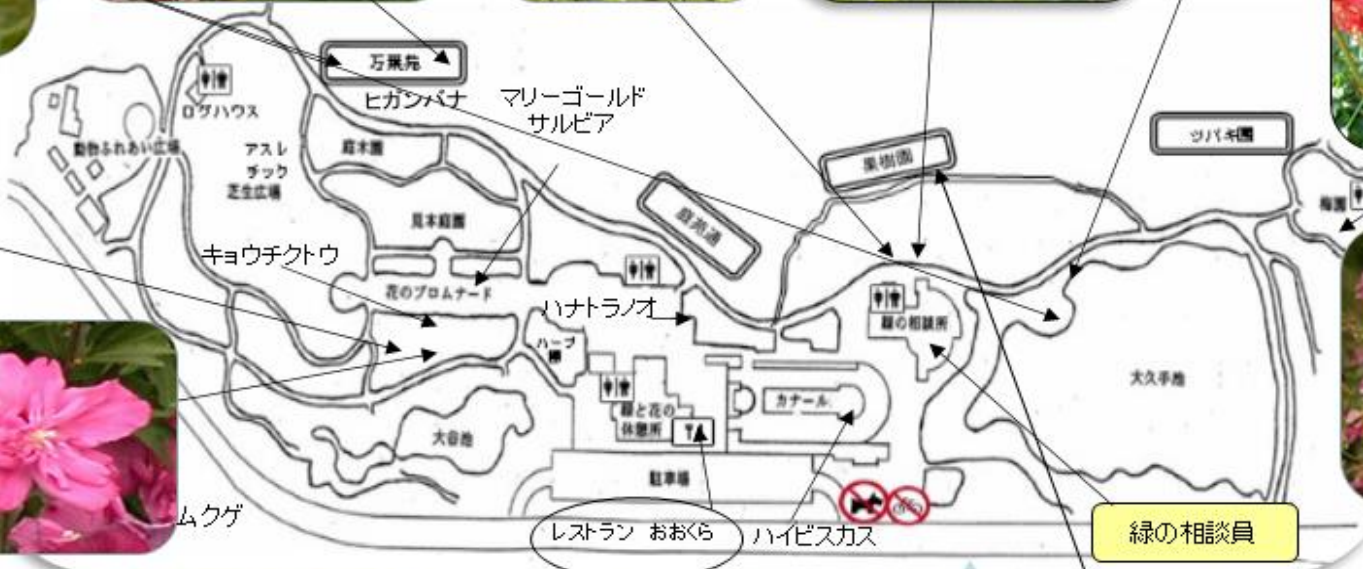 万葉苑
ヒガンバナ
マリーゴールド
サルビア
ログハウス
動物ふれあい広場
アスレ
チック
芝生広場
庭木園
見本庭園
果樹園
ツバキ園
梅園
庭苑通
キョウチクトウ
花のプロムナード
ハナトラノオ
緑の相談所
ハーブ
大久手池
カナール
緑と花の
休憩所
大谷池
駐車場
ムクゲ
レストラン おおくら
ハイビスカス
緑の相談員